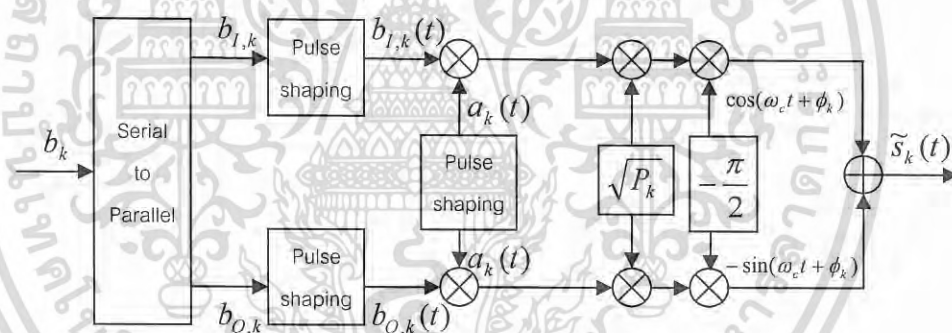 b_{I,k}
Pulse
shaping
b_{I,k}(t)
a_k(t)
cos(ω_c t + φ_k)
b_k
Serial
to
Parallel
Pulse
shaping
√P_k
-π/2
s̃_k(t)
b_{Q,k}
Pulse
shaping
b_{Q,k}(t)
a_k(t)
-sin(ω_c t + φ_k)